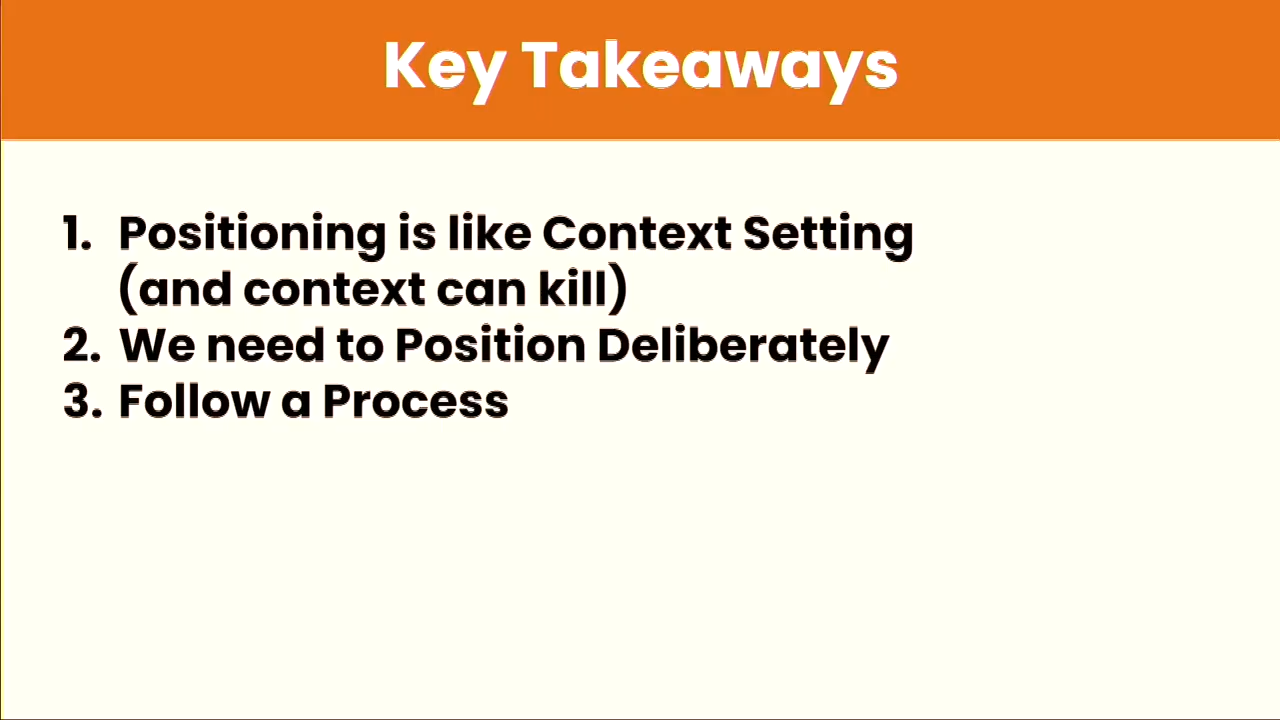 Key Takeaways
1. Positioning is like Context Setting
(and context can kill)
2. We need to Position Deliberately
3. Follow a Process